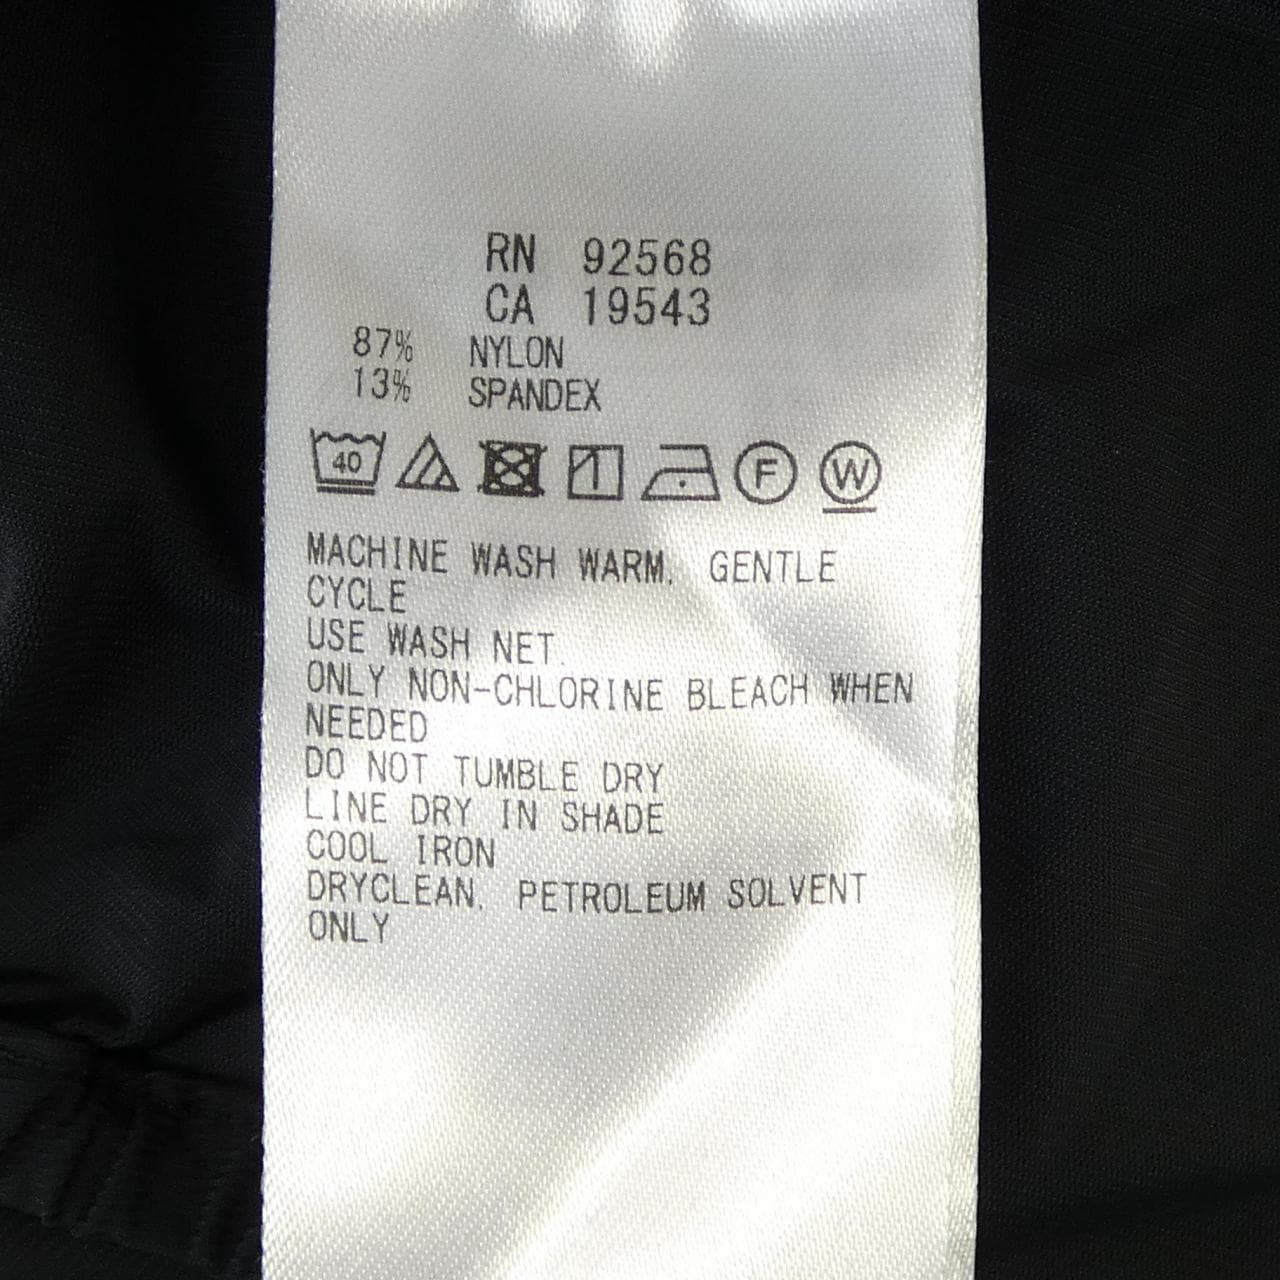 RN 92568
CA 19543
87% NYLON
13% SPANDEX
40 F W
MACHINE WASH WARM. GENTLE
CYCLE
USE WASH NET.
ONLY NON-CHLORINE BLEACH WHEN
NEEDED
DO NOT TUMBLE DRY
LINE DRY IN SHADE
COOL IRON
DRYCLEAN. PETROLEUM SOLVENT
ONLY